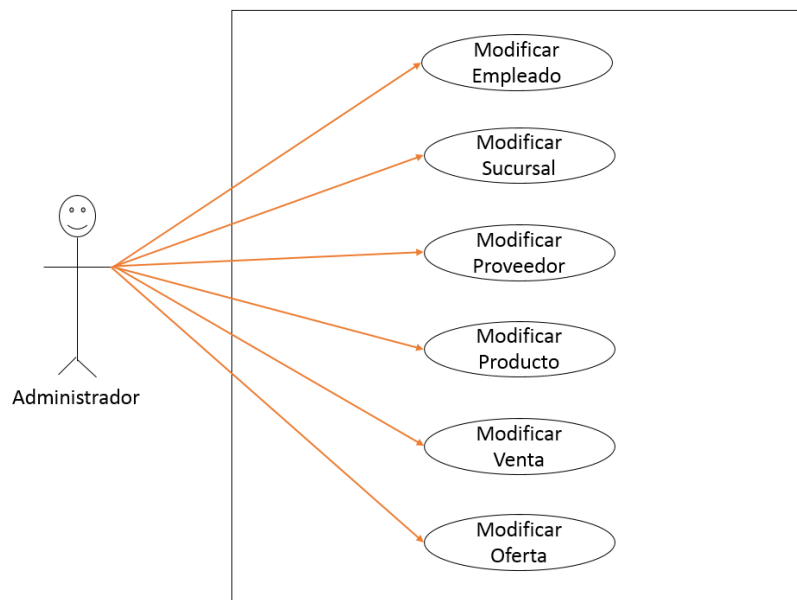 Modificar
Empleado
Modificar
Sucursal
Modificar
Proveedor
Modificar
Producto
Administrador
Modificar
Venta
Modificar
Oferta